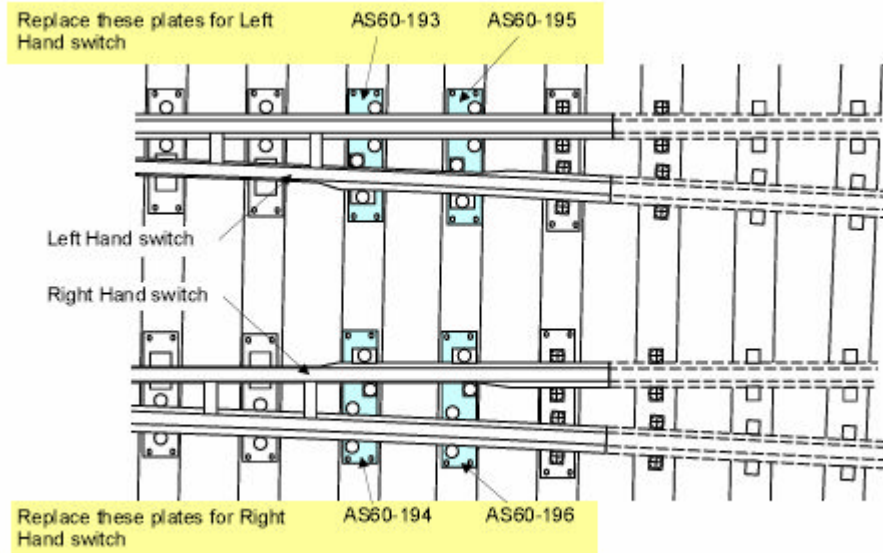 Replace these plates for Left
Hand switch
AS60-193
AS60-195
Left Hand switch
Right Hand switch
Replace these plates for Right
Hand switch
AS60-194
AS60-196